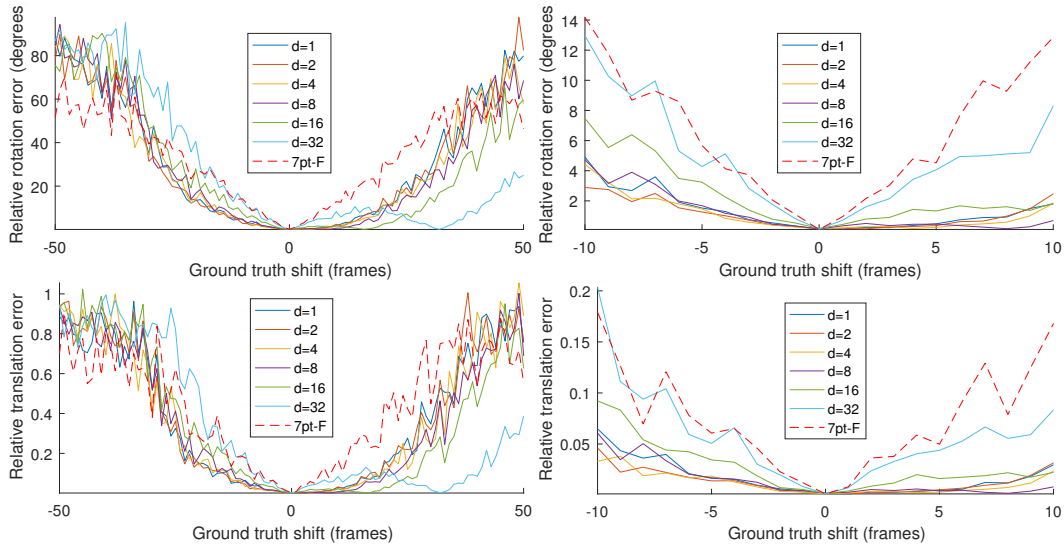 Relative rotation error (degrees)
80
60
40
20
-50
0
50
Ground truth shift (frames)
d=1
d=2
d=4
d=8
d=16
d=32
7pt-F
Relative rotation error (degrees)
14
12
10
8
6
4
2
-10
-5
0
5
10
Ground truth shift (frames)
d=1
d=2
d=4
d=8
d=16
d=32
7pt-F
Relative translation error
1
0.8
0.6
0.4
0.2
-50
0
50
Ground truth shift (frames)
d=1
d=2
d=4
d=8
d=16
d=32
7pt-F
Relative translation error
0.2
0.15
0.1
0.05
-10
-5
0
5
10
Ground truth shift (frames)
d=1
d=2
d=4
d=8
d=16
d=32
7pt-F